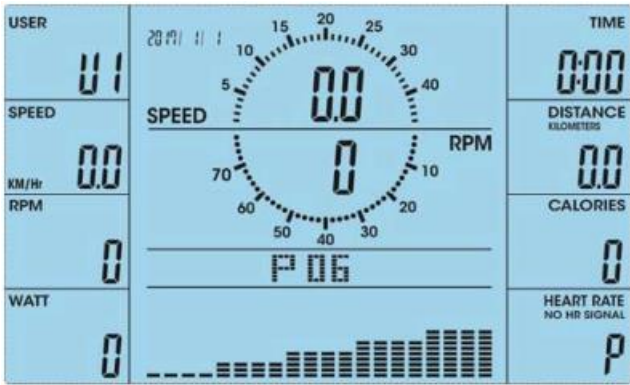 USER
U1
SPEED
KM/Hr 0.0
RPM
0
WATT
0
2017/ 1/ 1
5 10 15 20 25 30 40
SPEED 0.0
0 RPM
70 60 50 40 30 20 10
P 06
TIME
0:00
DISTANCE
KILOMETERS
0.0
CALORIES
0
HEART RATE
NO HR SIGNAL
P